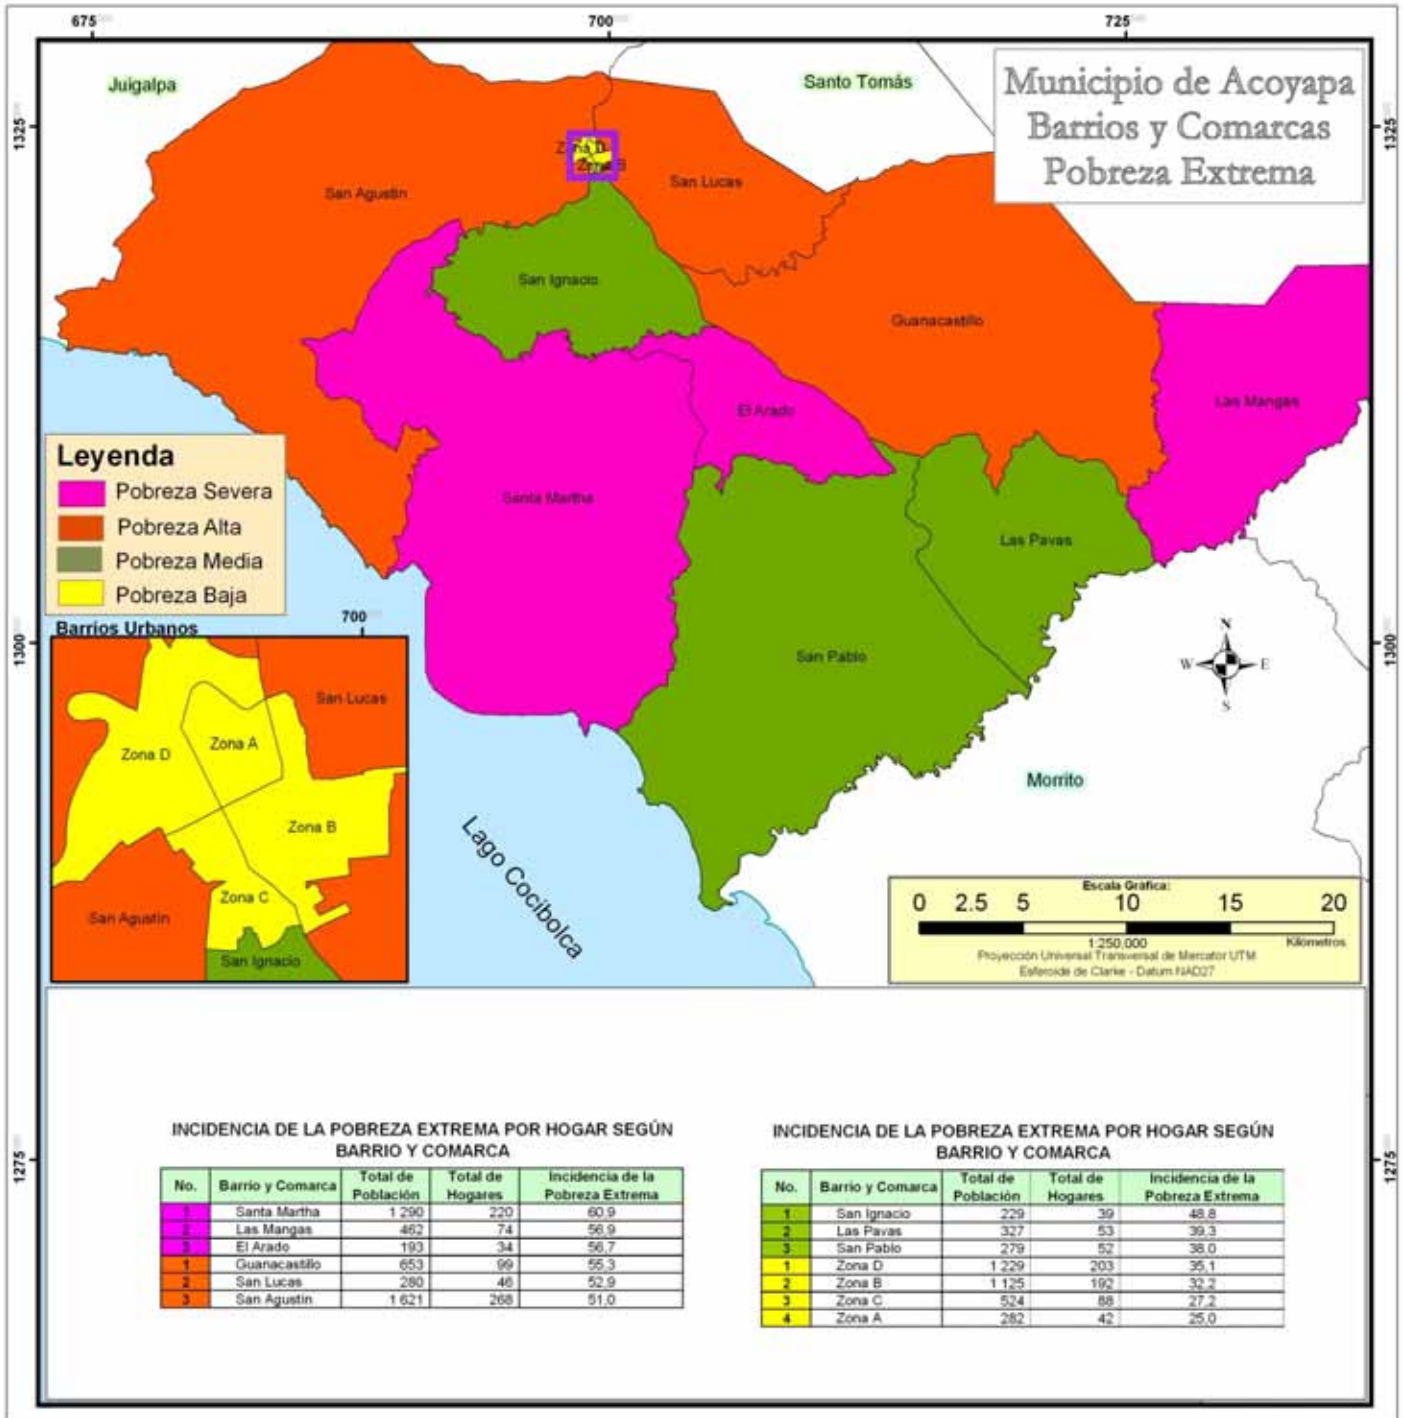 675
700
725
1325
1325
Juigalpa
Santo Tomás
Municipio de Acoyapa
Barrios y Comarcas
Pobreza Extrema
Zona D
Zona B
San Lucas
San Agustín
San Ignacio
Guanacastillo
El Arado
Las Mangas
Leyenda
Pobreza Severa
Pobreza Alta
Pobreza Media
Pobreza Baja
Santa Martha
Las Pavas
San Pablo
1300
1300
N
W E
S
Barrios Urbanos
700
San Lucas
Zona A
Zona D
Zona B
Zona C
San Agustín
San Ignacio
Morrito
Lago Cocibolca
Escala Gráfica:
0 2.5 5 10 15 20
1:250,000 Kilómetros
Proyección Universal Transversal de Mercator UTM
Esferoide de Clarke - Datum NAD27
1275
1275
INCIDENCIA DE LA POBREZA EXTREMA POR HOGAR SEGÚN
BARRIO Y COMARCA
No. Barrio y Comarca Total de Población Total de Hogares Incidencia de la Pobreza Extrema
1 Santa Martha 1 290 220 60,9
2 Las Mangas 462 74 56,9
3 El Arado 193 34 56,7
1 Guanacastillo 653 99 55,3
2 San Lucas 280 46 52,9
3 San Agustin 1 621 268 51,0
INCIDENCIA DE LA POBREZA EXTREMA POR HOGAR SEGÚN
BARRIO Y COMARCA
No. Barrio y Comarca Total de Población Total de Hogares Incidencia de la Pobreza Extrema
1 San Ignacio 229 39 48,8
2 Las Pavas 327 53 39,3
3 San Pablo 279 52 38,0
1 Zona D 1 229 203 35,1
2 Zona B 1 125 192 32,2
3 Zona C 524 88 27,2
4 Zona A 282 42 25,0